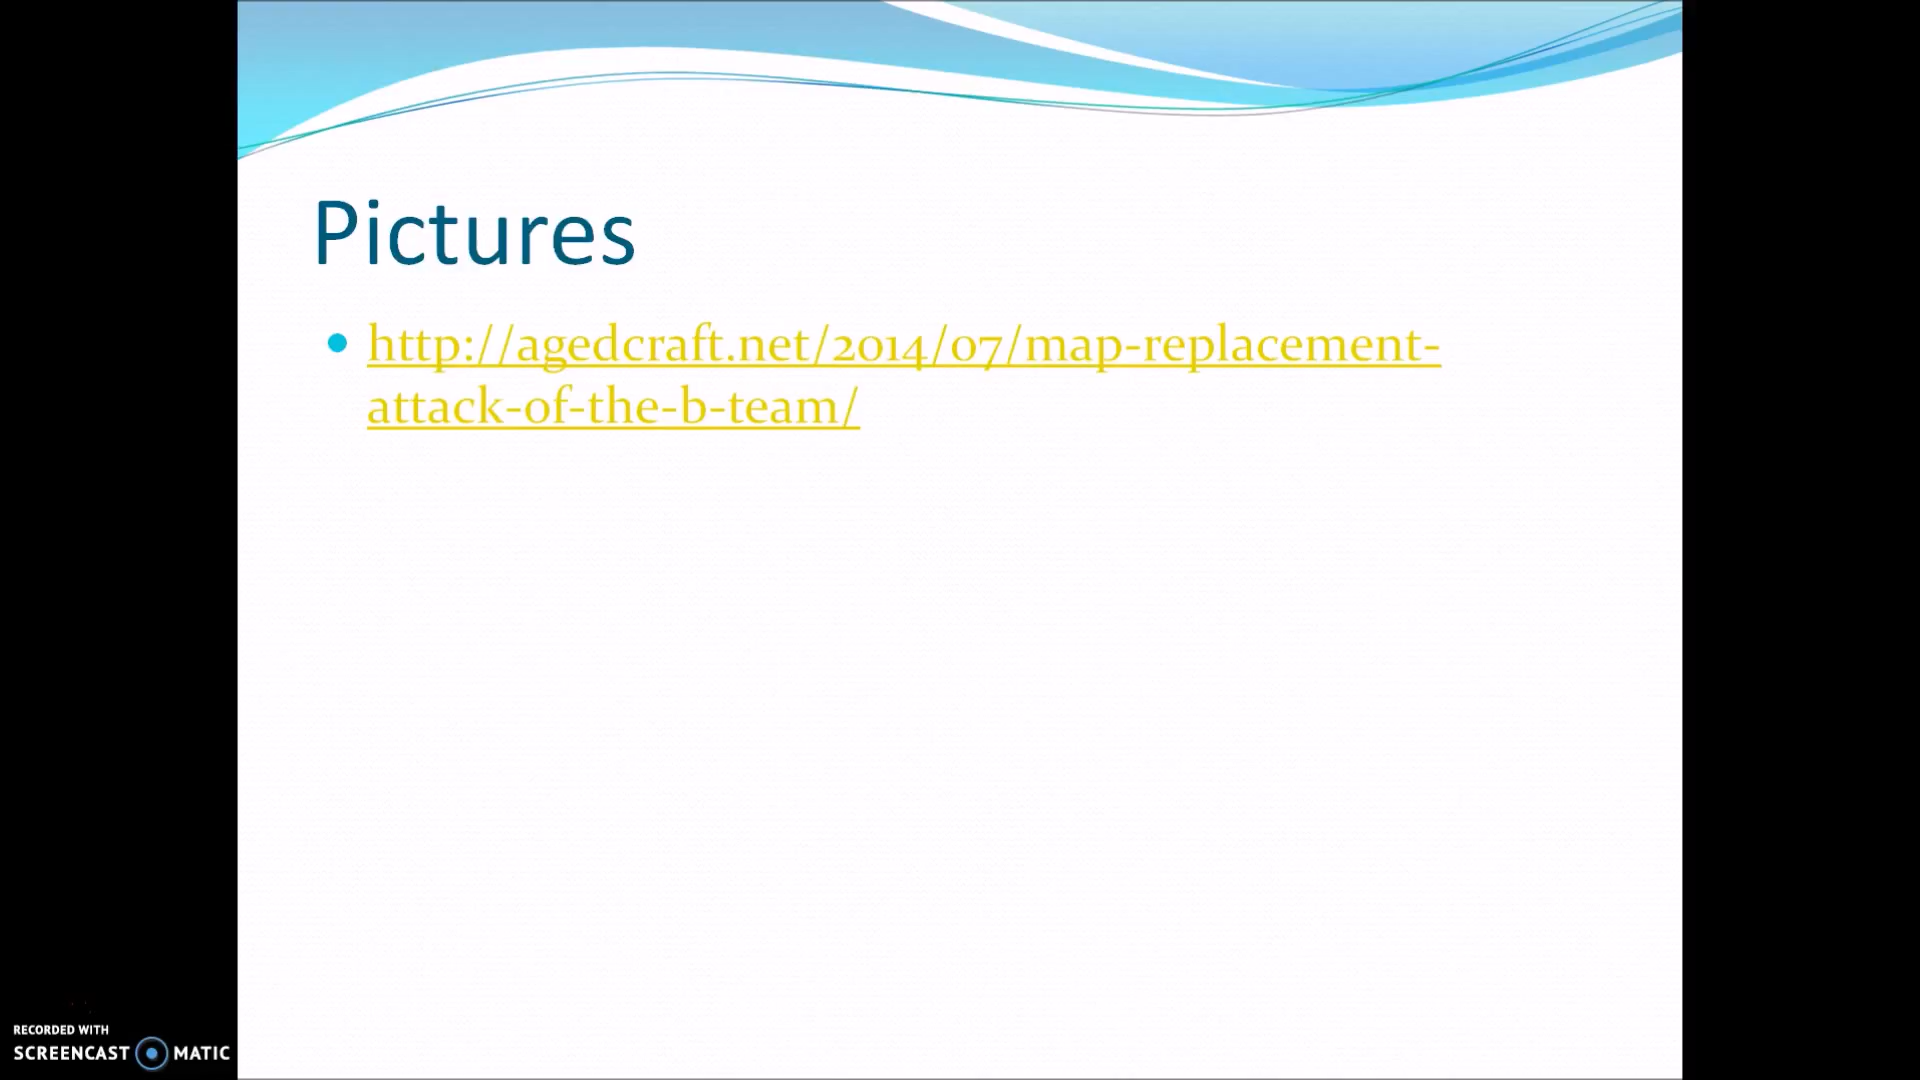 Pictures
http://agedcraft.net/2014/07/map-replacement-
attack-of-the-b-team/
RECORDED WITH
SCREENCAST MATIC